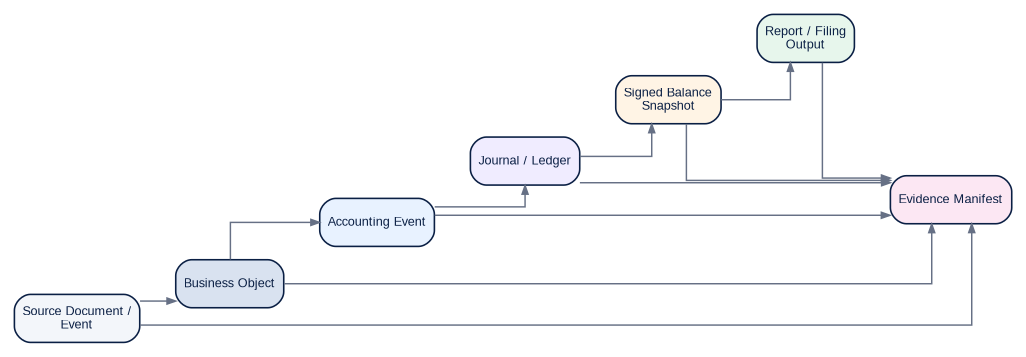 Report / Filing
Output
Signed Balance
Snapshot
Journal / Ledger
Evidence Manifest
Accounting Event
Business Object
Source Document /
Event